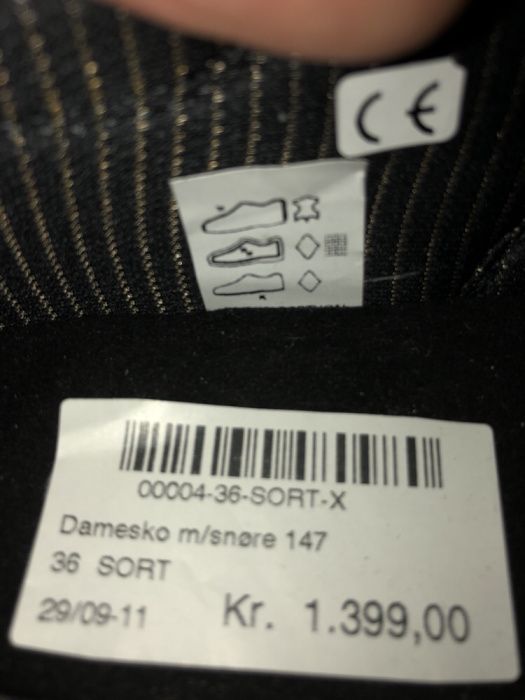 CE
00004-36-SORT-X
Damesko m/snøre 147
36 SORT
29/09-11 Kr. 1.399,00